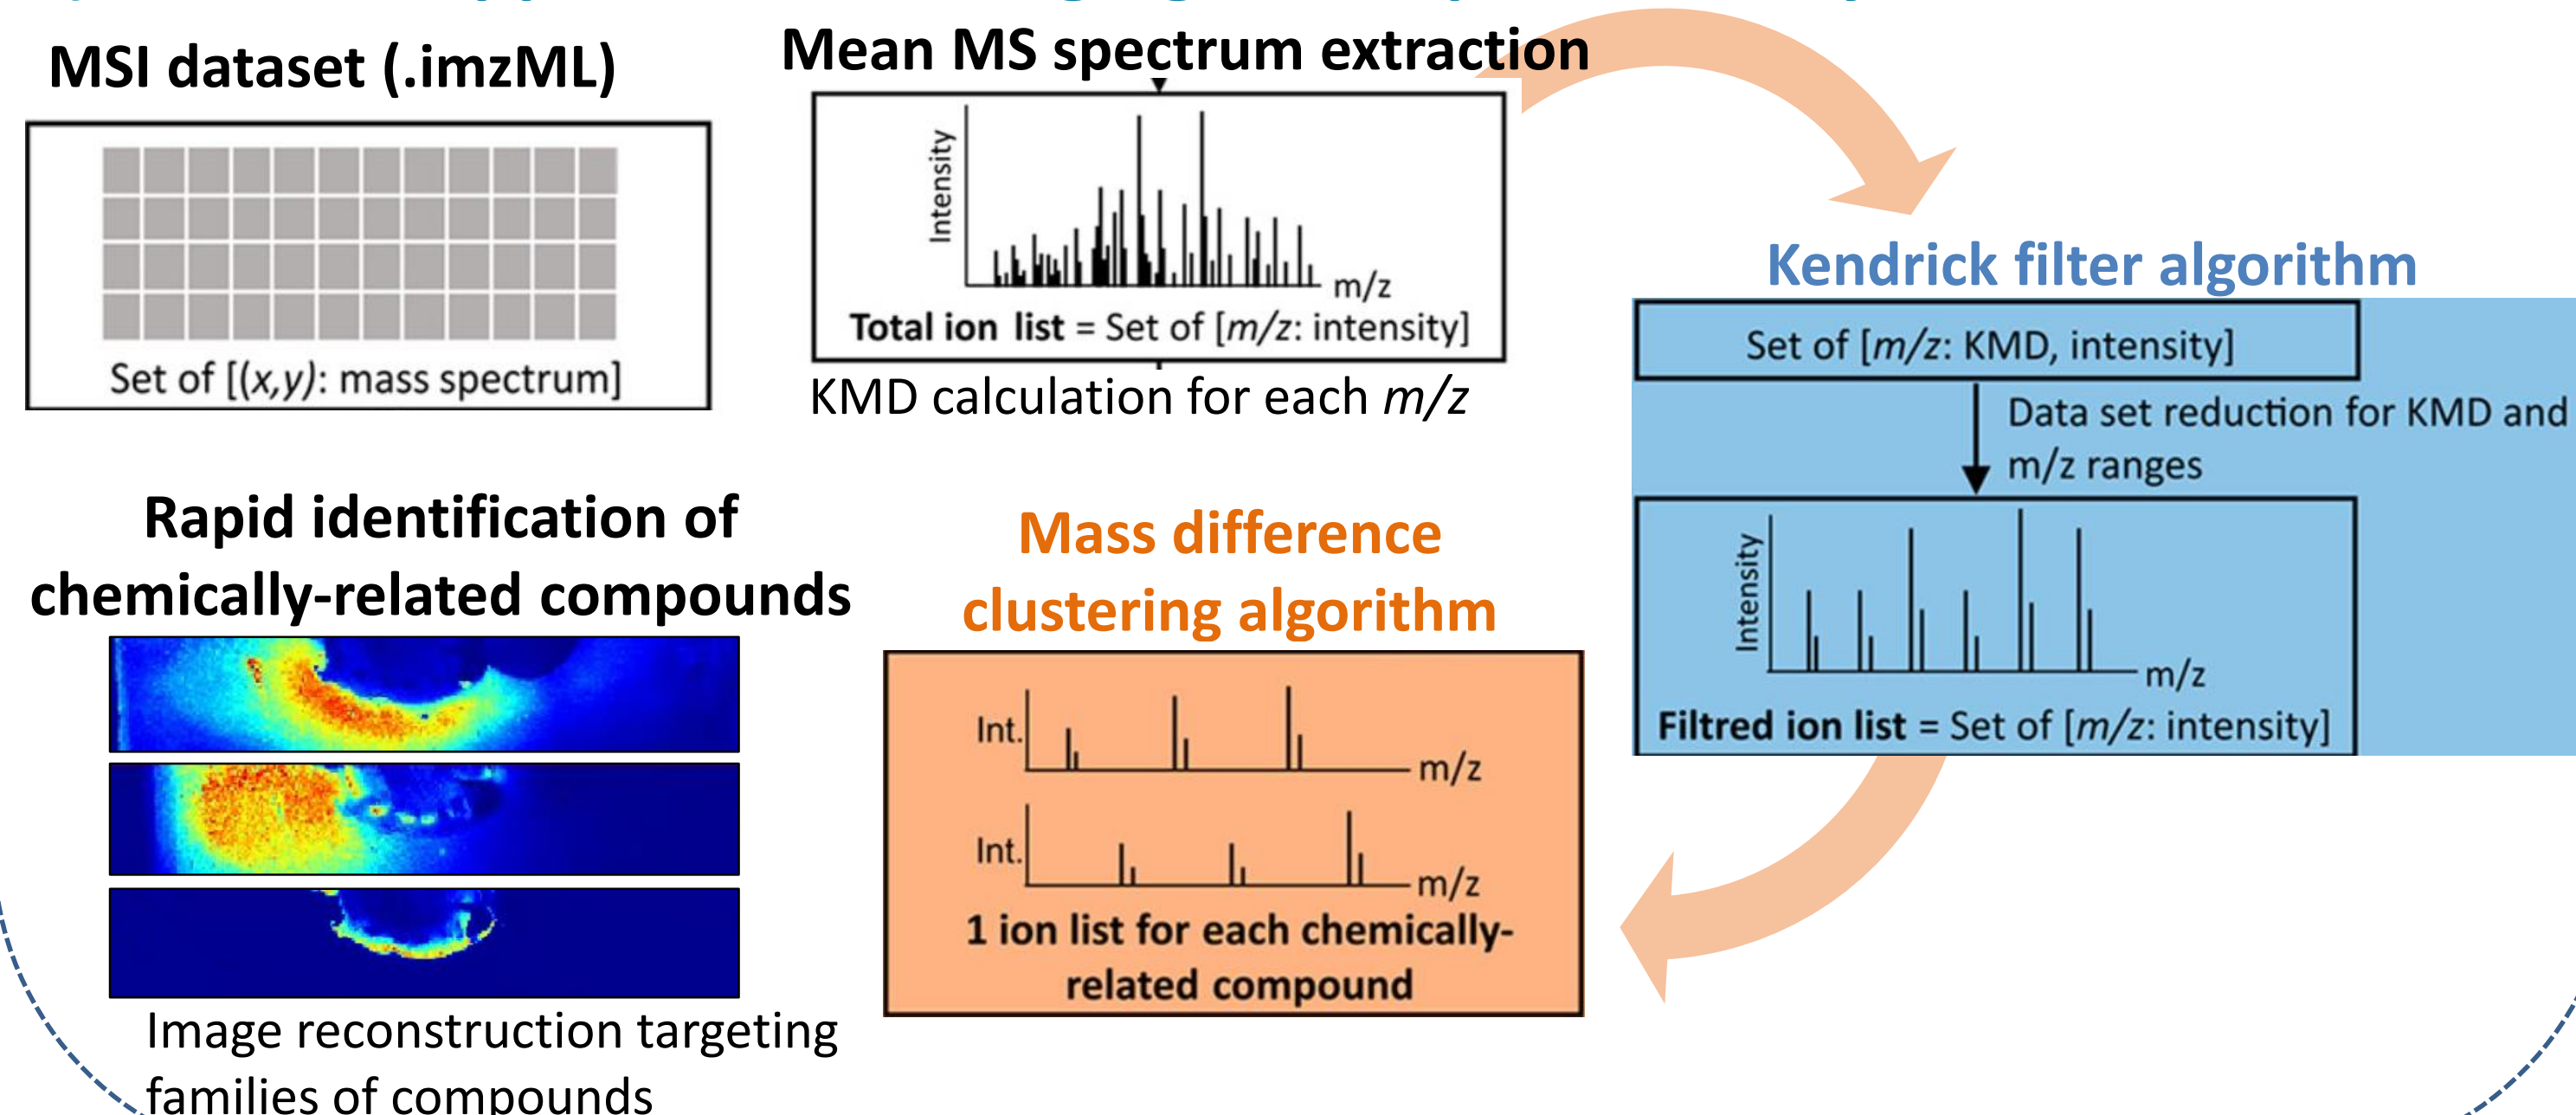 MSI dataset (.imzML)
Set of [(x,y): mass spectrum]
Mean MS spectrum extraction
Intensity
m/z
Total ion list = Set of [m/z: intensity]
KMD calculation for each m/z
Kendrick filter algorithm
Set of [m/z: KMD, intensity]
Data set reduction for KMD and
m/z ranges
Intensity
m/z
Filtred ion list = Set of [m/z: intensity]
Mass difference
clustering algorithm
Int.
m/z
Int.
m/z
1 ion list for each chemically-
related compound
Rapid identification of
chemically-related compounds
Image reconstruction targeting
families of compounds